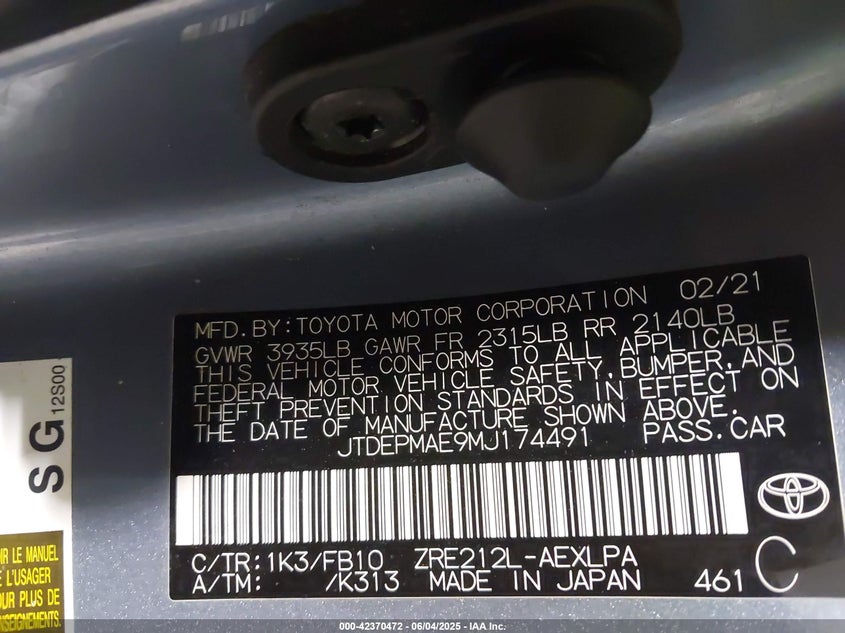 MFD. BY: TOYOTA MOTOR CORPORATION 02/21
GVWR 3935LB GAWR FR 2315LB RR 2140LB
THIS VEHICLE CONFORMS TO ALL APPLICABLE
FEDERAL MOTOR VEHICLE SAFETY, BUMPER, AND
THEFT PREVENTION STANDARDS IN EFFECT ON
THE DATE OF MANUFACTURE SHOWN ABOVE.
JTDEPMAE9MJ174491 PASS. CAR
C/TR: 1K3/FB10 ZRE212L-AEXLPA
A/TM: /K313 MADE IN JAPAN 461 C
SG 12S00
LE MANUEL
L'USAGER
PLUS DE
000-42370472 — 06/04/2025 - IAA Inc.